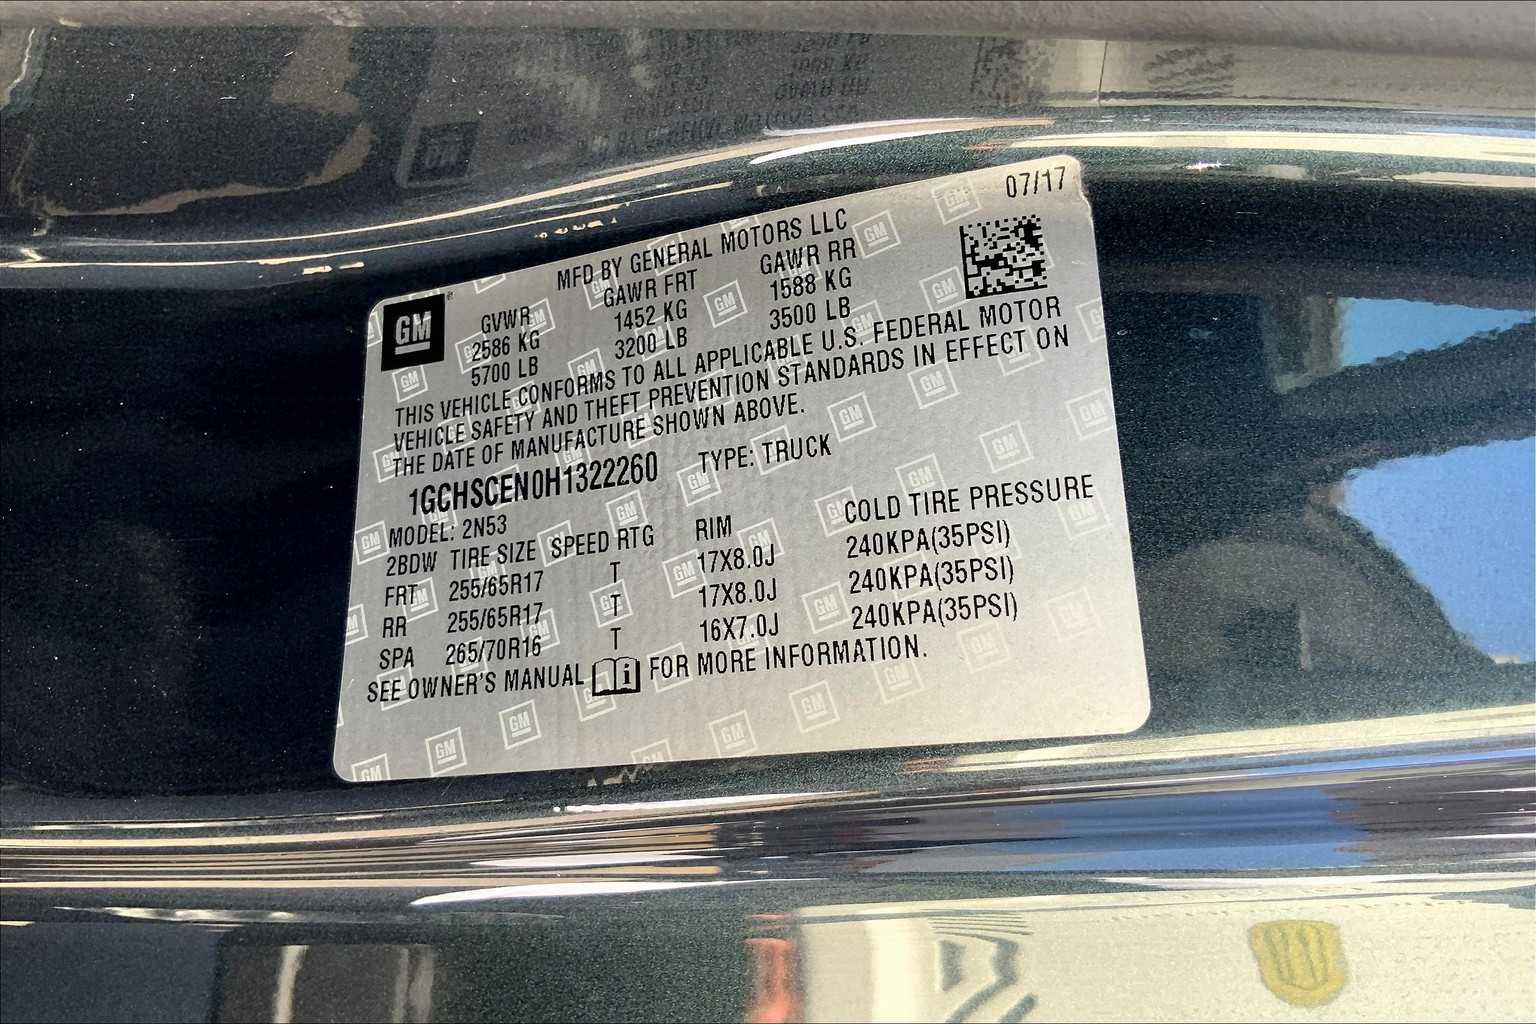 07/17
MFD BY GENERAL MOTORS LLC
GM
GVWR GAWR FRT GAWR RR
2586 KG 1452 KG 1588 KG
5700 LB 3200 LB 3500 LB
THIS VEHICLE CONFORMS TO ALL APPLICABLE U.S. FEDERAL MOTOR
VEHICLE SAFETY AND THEFT PREVENTION STANDARDS IN EFFECT ON
THE DATE OF MANUFACTURE SHOWN ABOVE.
1GCHSCEN0H1322260 TYPE: TRUCK
MODEL: 2N53
2BDW TIRE SIZE SPEED RTG RIM COLD TIRE PRESSURE
FRT 255/65R17 T 17X8.0J 240KPA(35PSI)
RR 255/65R17 T 17X8.0J 240KPA(35PSI)
SPA 265/70R16 T 16X7.0J 240KPA(35PSI)
SEE OWNER'S MANUAL i FOR MORE INFORMATION.